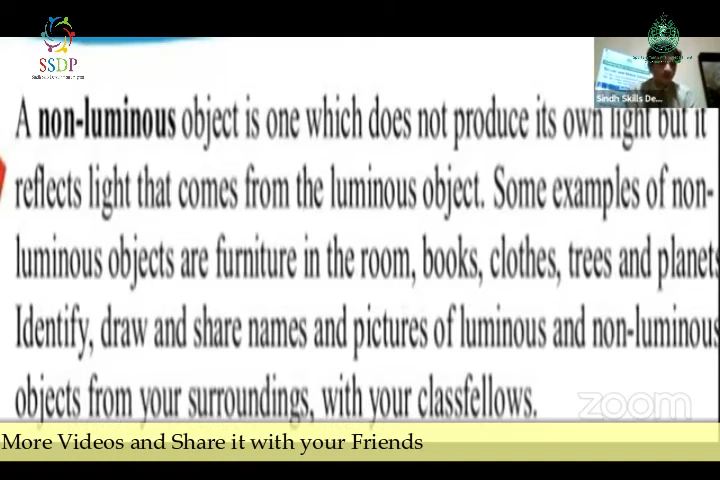 SSDP
Sindh Skills De...
A non-luminous object is one which does not produce its own light but it
reflects light that comes from the luminous object. Some examples of non-
luminous objects are furniture in the room, books, clothes, trees and planets
Identify, draw and share names and pictures of luminous and non-luminous
objects from your surroundings, with your classfellows.
zoom
More Videos and Share it with your Friends